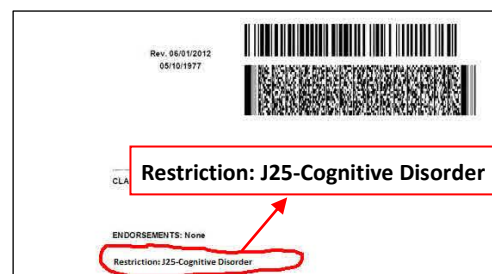 Rev. 06/01/2012
05/10/1977
Restriction: J25-Cognitive Disorder
CLA
ENDORSEMENTS: None
Restriction: J25-Cognitive Disorder